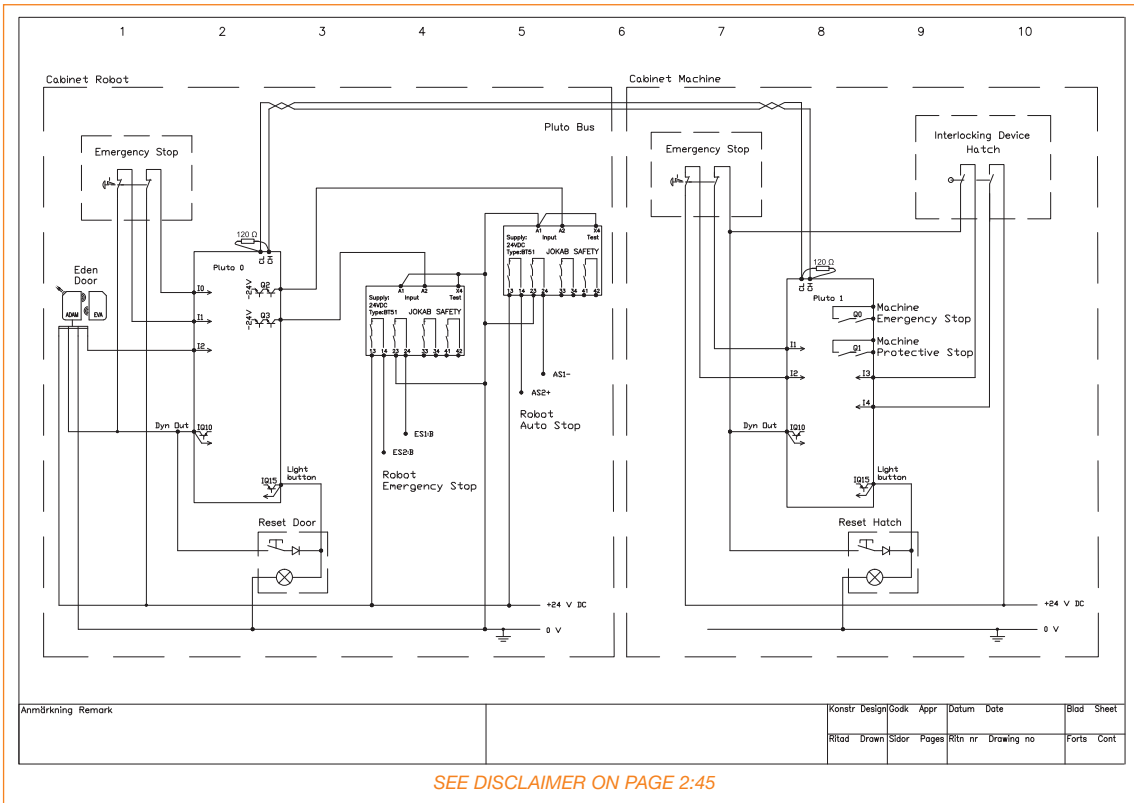 1 2 3 4 5 6 7 8 9 10
Cabinet Robot
Cabinet Machine
Pluto Bus
Emergency Stop
Emergency Stop
Interlocking Device
Hatch
120 Ω
CL
CH
Pluto 0
Eden
Door
ADAM
EVA
I0
I1
I2
-24V
Q2
-24V
Q3
A1 A2 X4
Supply: Input Test
24VDC
Type:BT51 JOKAB SAFETY
13 14 23 24 33 34 41 42
A1 A2 X4
Supply: Input Test
24VDC
Type:BT51 JOKAB SAFETY
13 14 23 24 33 34 41 42
AS1-
AS2+
Robot
Auto Stop
ES1:B
ES2:B
Robot
Emergency Stop
Dyn Out
IQ10
IQ15
Light
button
Reset Door
+24 V DC
0 V
120 Ω
CL
CH
Pluto 1
Q0
Machine
Emergency Stop
Q1
Machine
Protective Stop
I1
I2
I3
I4
Dyn Out
IQ10
IQ15
Light
button
Reset Hatch
+24 V DC
0 V
Anmärkning Remark
Konstr Design Godk Appr Datum Date Blad Sheet
Ritad Drawn Sidor Pages Ritn nr Drawing no Forts Cont
SEE DISCLAIMER ON PAGE 2:45